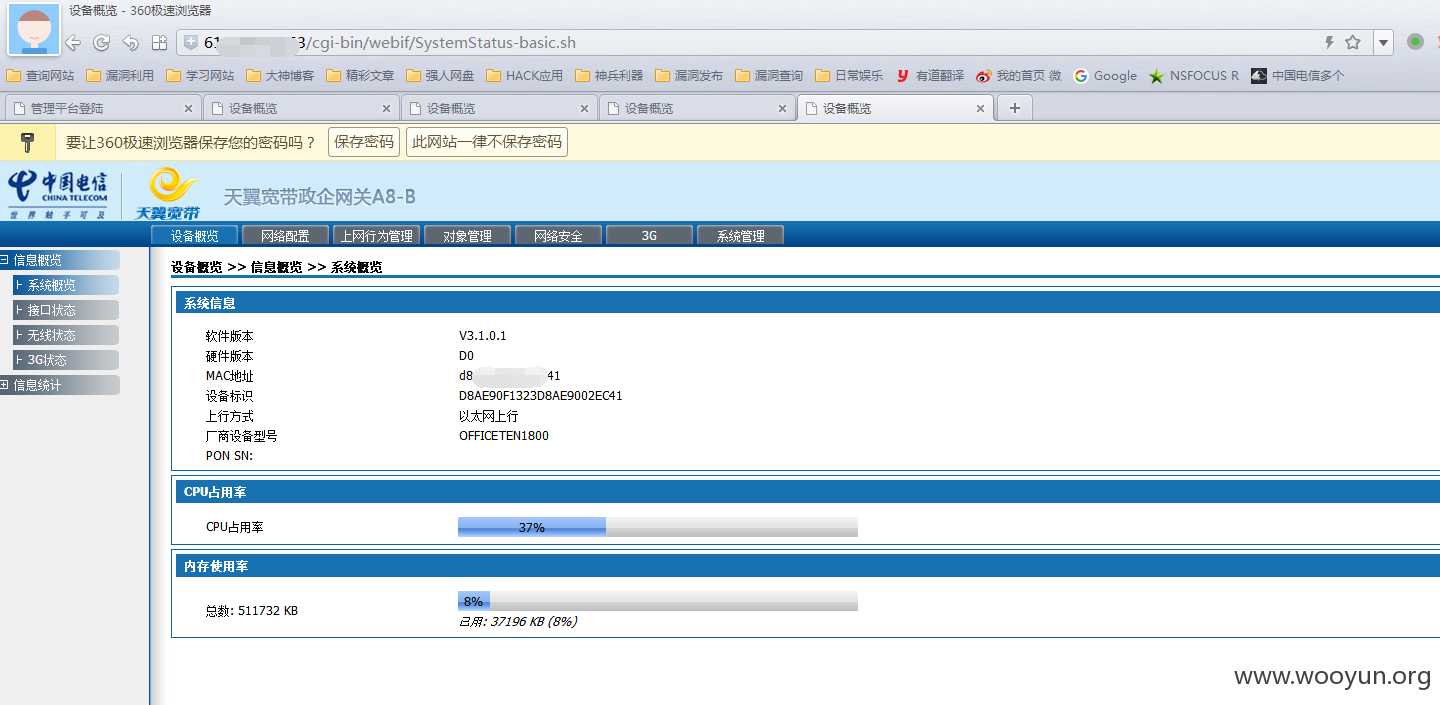 设备概览 - 360极速浏览器
61 3/cgi-bin/webif/SystemStatus-basic.sh
查询网站 漏洞利用 学习网站 大神博客 精彩文章 强人网盘 HACK应用 神兵利器 漏洞发布 漏洞查询 日常娱乐 有道翻译 我的首页 微 Google NSFOCUS R 中国电信多个
管理平台登陆 设备概览 设备概览 设备概览 设备概览
要让360极速浏览器保存您的密码吗？ 保存密码 此网站一律不保存密码
中国电信
CHINA TELECOM
世界触手可及
天翼宽带
天翼宽带政企网关A8-B
设备概览 网络配置 上网行为管理 对象管理 网络安全 3G 系统管理
信息概览
系统概览
接口状态
无线状态
3G状态
信息统计
设备概览 >> 信息概览 >> 系统概览
系统信息
软件版本 V3.1.0.1
硬件版本 D0
MAC地址 d8 41
设备标识 D8AE90F1323D8AE9002EC41
上行方式 以太网上行
厂商设备型号 OFFICETEN1800
PON SN:
CPU占用率
CPU占用率 37%
内存使用率
总数: 511732 KB 8%
已用: 37196 KB (8%)
www.wooyun.org